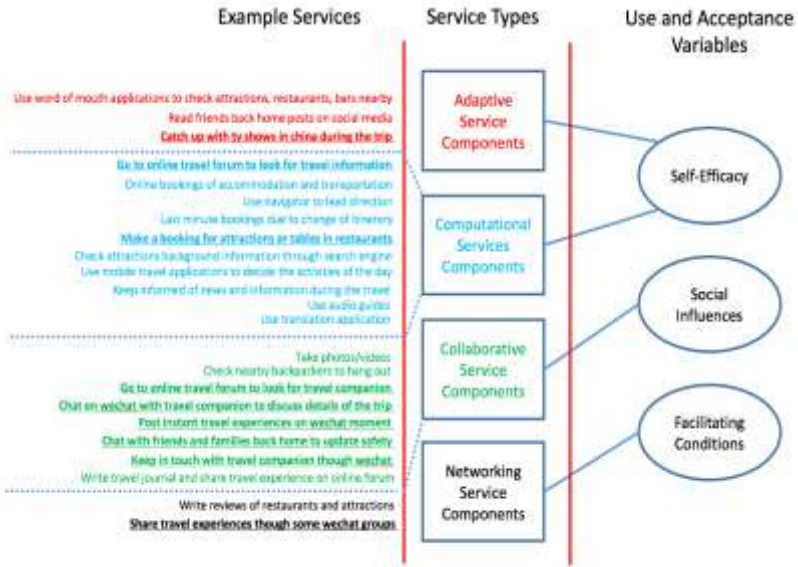 Example Services
Service Types
Use and Acceptance
Variables
Use word of mouth applications to check attractions, restaurants, bars nearby
Read friends back home posts on social media
Catch up with tv shows in china during the trip
Go to online travel forum to look for travel information
Online bookings of accommodation and transportation
Use navigator to lead direction
Last minute bookings due to change of itinerery
Make a booking for attractions or tables in restaurants
Check attractions background information through search engine
Use mobile travel applications to decide the activities of the day
Keep informed of news and information during the travel
Use audio guides
Use translation application
Take photos/videos
Check nearby backpackers to hang out
Go to online travel forum to look for travel companion
Chat on wechat with travel companion to discuss details of the trip
Post instant travel experiences on wechat moment
Chat with friends and families back home to update safety
Keep in touch with travel companion though wechat
Write travel journal and share travel experience on online forum
Write reviews of restaurants and attractions
Share travel experiences though some wechat groups
Adaptive
Service
Components
Computational
Services
Components
Collaborative
Service
Components
Networking
Service
Components
Self-Efficacy
Social
Influences
Facilitating
Conditions